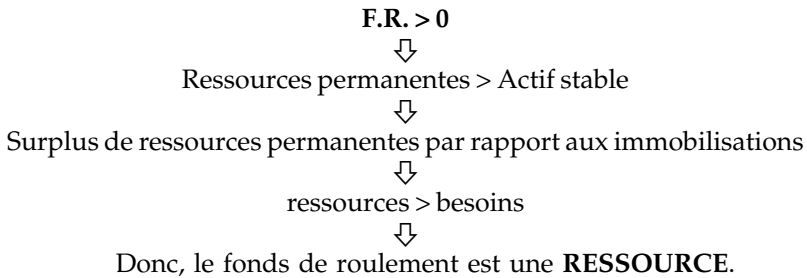 F.R. > 0
⇩
Ressources permanentes > Actif stable
⇩
Surplus de ressources permanentes par rapport aux immobilisations
⇩
ressources > besoins
⇩
Donc, le fonds de roulement est une RESSOURCE.